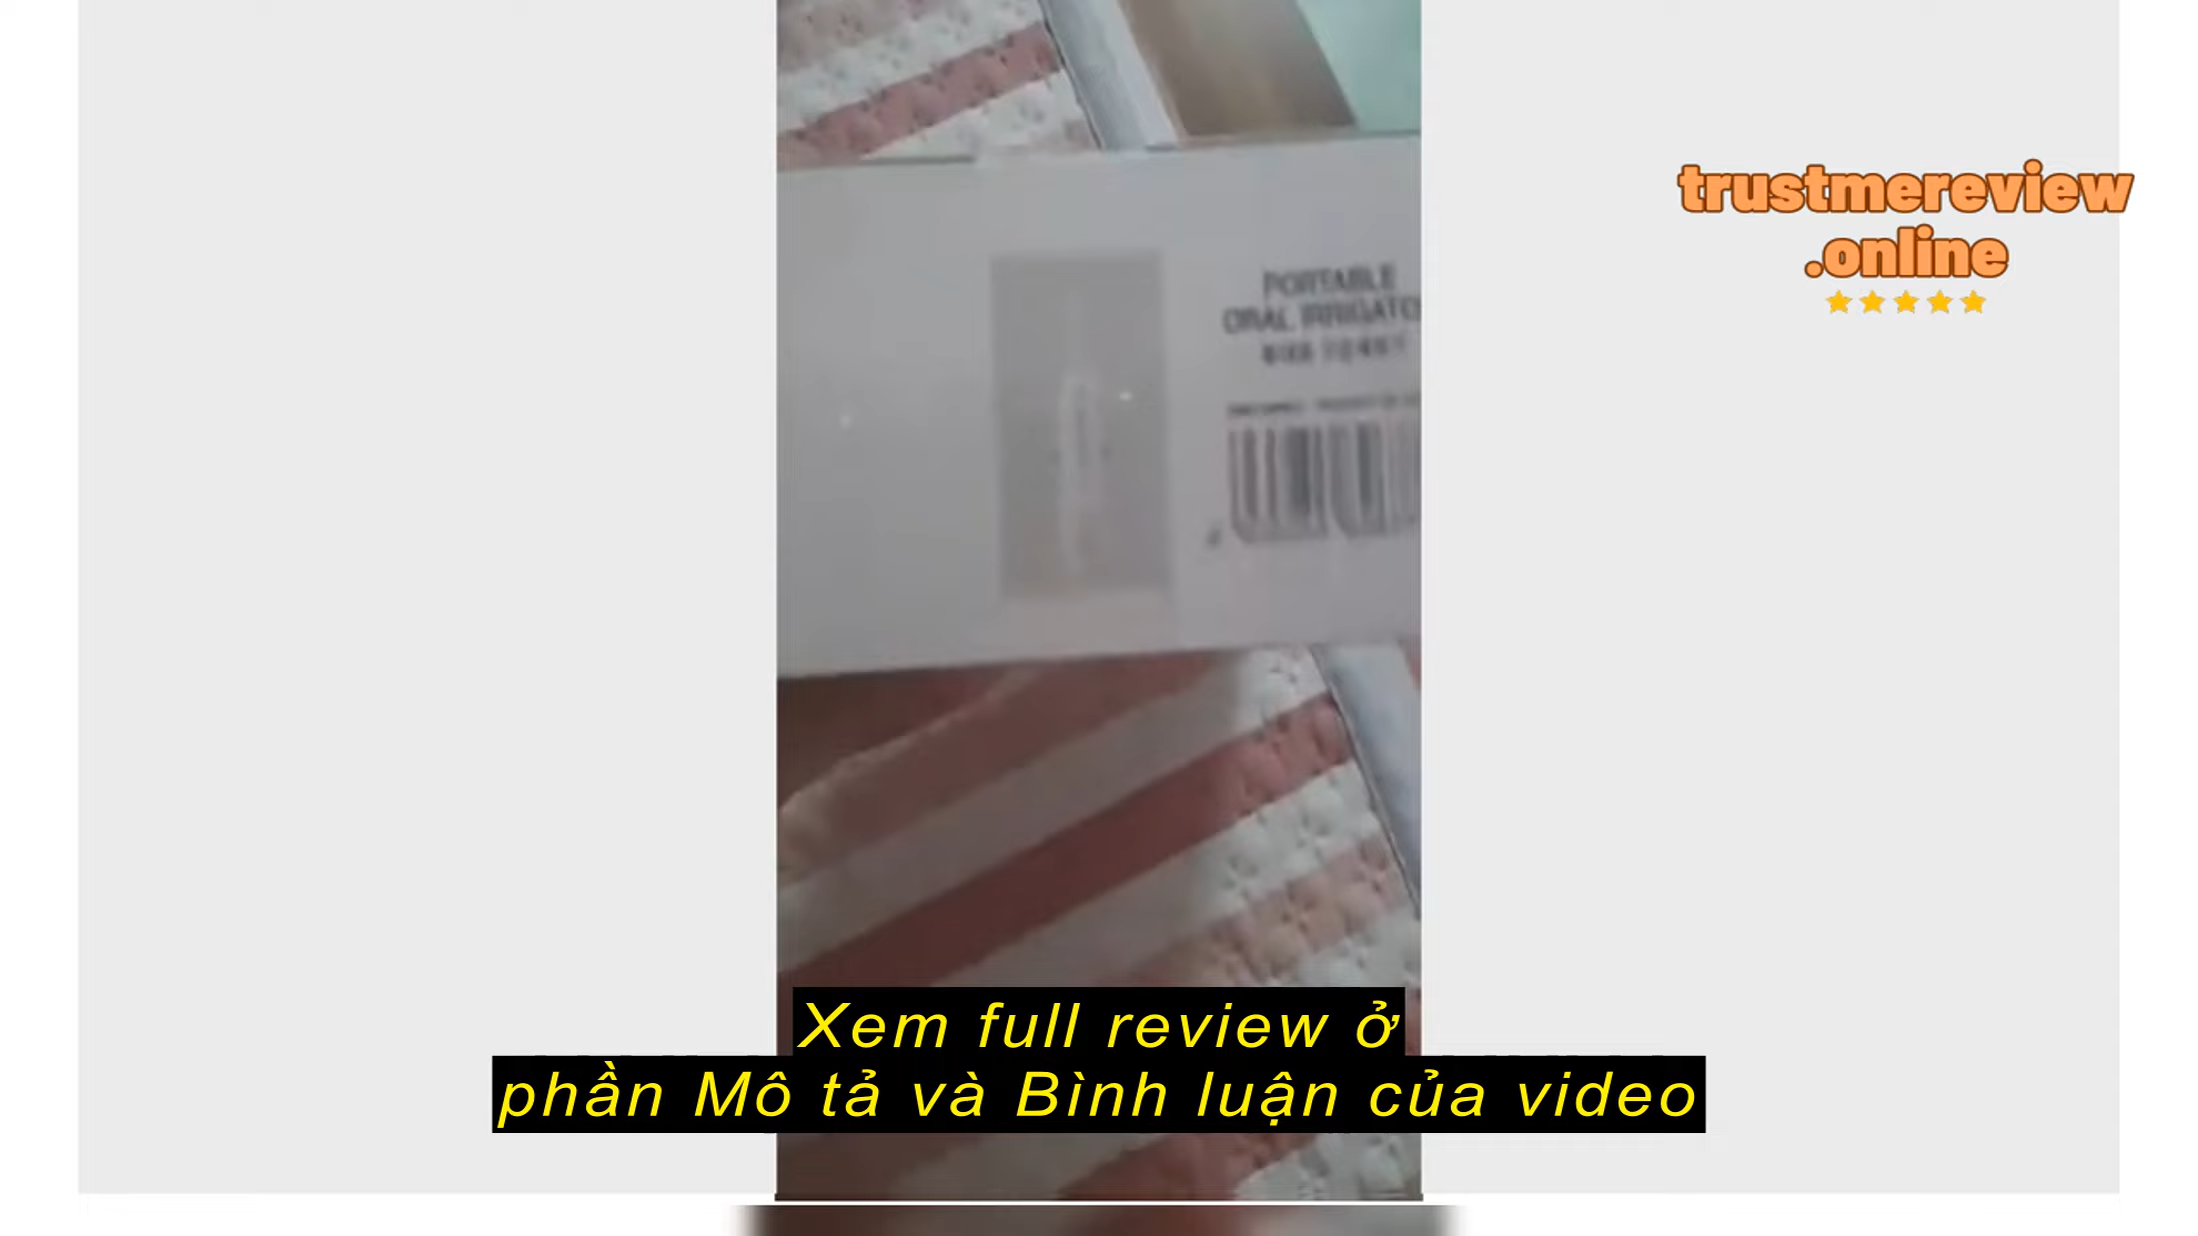 trustmereview
.online
PORTABLE
ORAL IRRIGATO
Xem full review ở
phần Mô tả và Bình luận của video